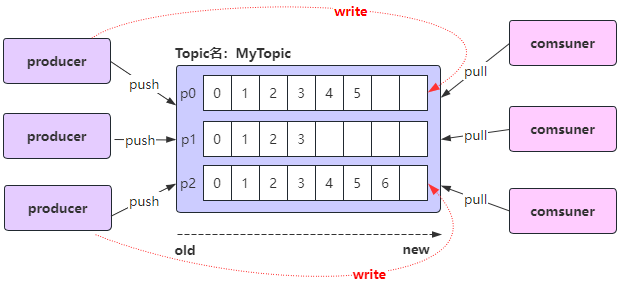 write
producer
comsuner
Topic名：MyTopic
push
pull
p0 0 1 2 3 4 5
producer
push
p1 0 1 2 3
pull
comsuner
p2 0 1 2 3 4 5 6
producer
push
pull
comsuner
old
new
write